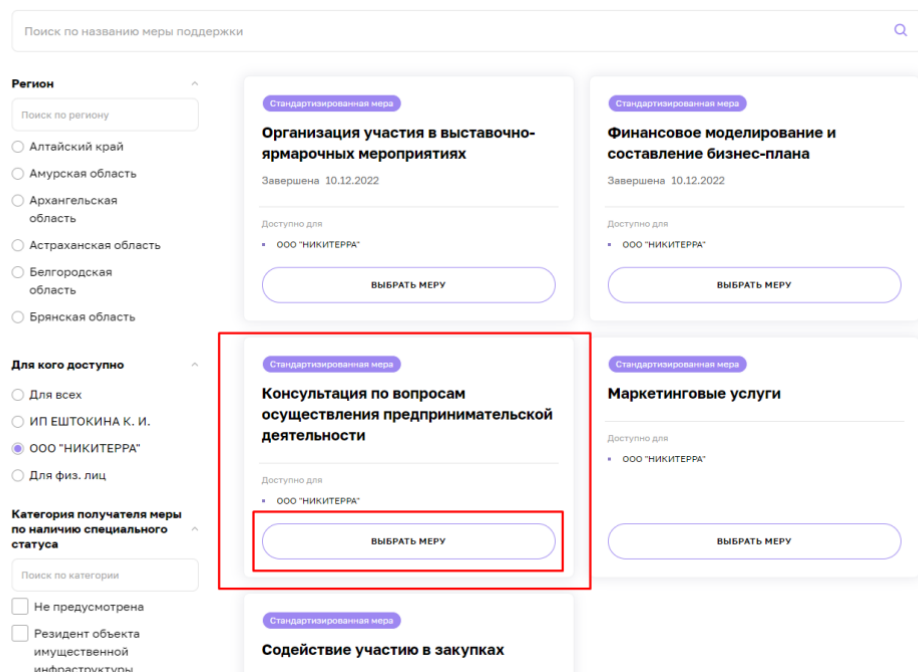 Поиск по названию меры поддержки
Регион
Поиск по региону
Алтайский край
Амурская область
Архангельская
область
Астраханская область
Белгородская
область
Брянская область
Для кого доступно
Для всех
ИП ЕШТОКИНА К. И.
ООО "НИКИТЕРРА"
Для физ. лиц
Категория получателя меры
по наличию специального
статуса
Поиск по категории
Не предусмотрена
Резидент объекта
имущественной
инфраструктуры
Стандартизированная мера
Организация участия в выставочно-
ярмарочных мероприятиях
Завершена 10.12.2022
Доступно для
ООО "НИКИТЕРРА"
ВЫБРАТЬ МЕРУ
Стандартизированная мера
Финансовое моделирование и
составление бизнес-плана
Завершена 10.12.2022
Доступно для
ООО "НИКИТЕРРА"
ВЫБРАТЬ МЕРУ
Стандартизированная мера
Консультация по вопросам
осуществления предпринимательской
деятельности
Доступно для
ООО "НИКИТЕРРА"
ВЫБРАТЬ МЕРУ
Стандартизированная мера
Маркетинговые услуги
Доступно для
ООО "НИКИТЕРРА"
ВЫБРАТЬ МЕРУ
Стандартизированная мера
Содействие участию в закупках